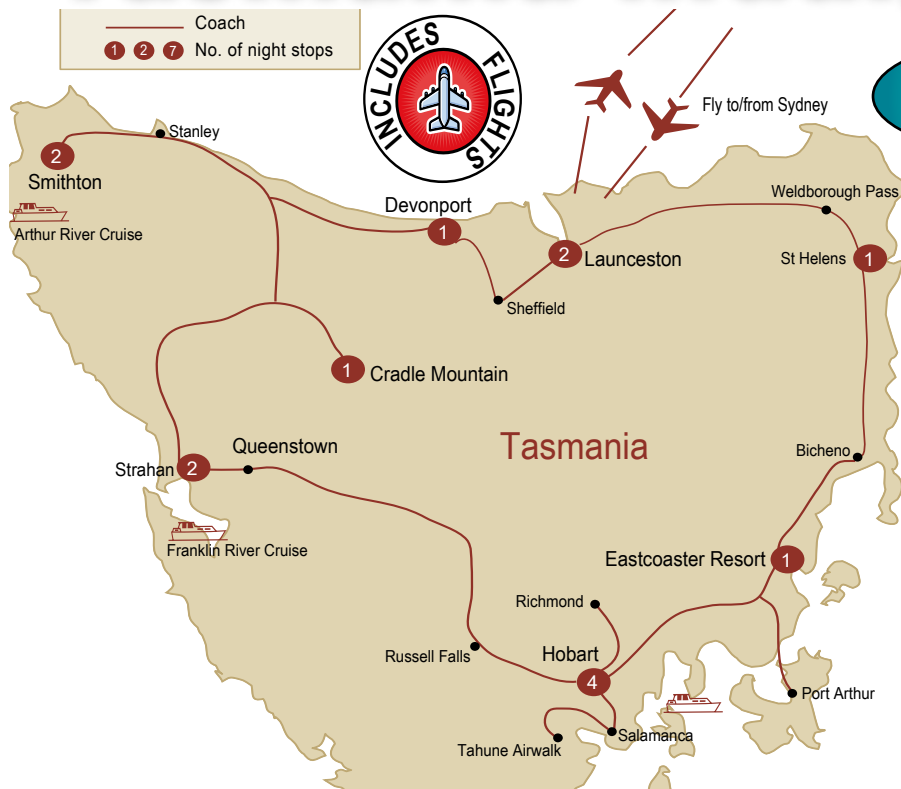 Coach
1 2 7 No. of night stops
INCLUDES FLIGHTS
Fly to/from Sydney
Stanley
2
Smithton
Arthur River Cruise
Devonport
1
Weldborough Pass
2
Launceston
St Helens
1
Sheffield
1
Cradle Mountain
Tasmania
Queenstown
Strahan
2
Bicheno
Franklin River Cruise
Eastcoaster Resort
1
Richmond
Russell Falls
Hobart
4
Port Arthur
Salamanca
Tahune Airwalk